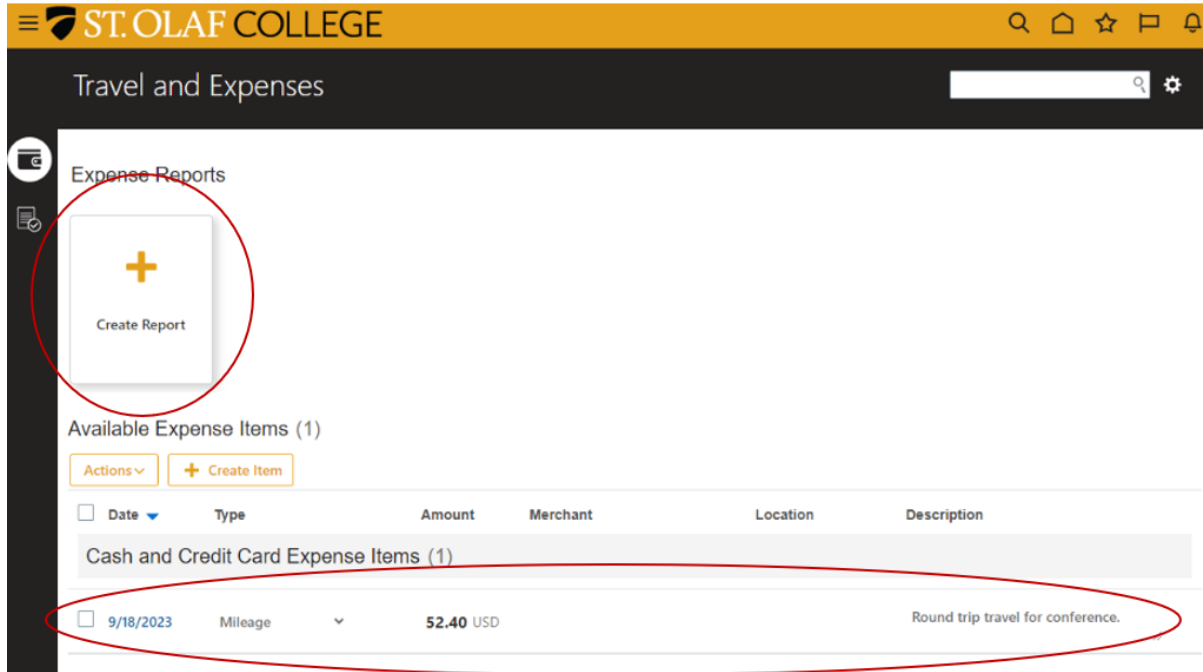 ST. OLAF COLLEGE
Travel and Expenses
Expense Reports
Create Report
Available Expense Items (1)
Actions
Create Item
Date Type Amount Merchant Location Description
Cash and Credit Card Expense Items (1)
9/18/2023 Mileage 52.40 USD Round trip travel for conference.